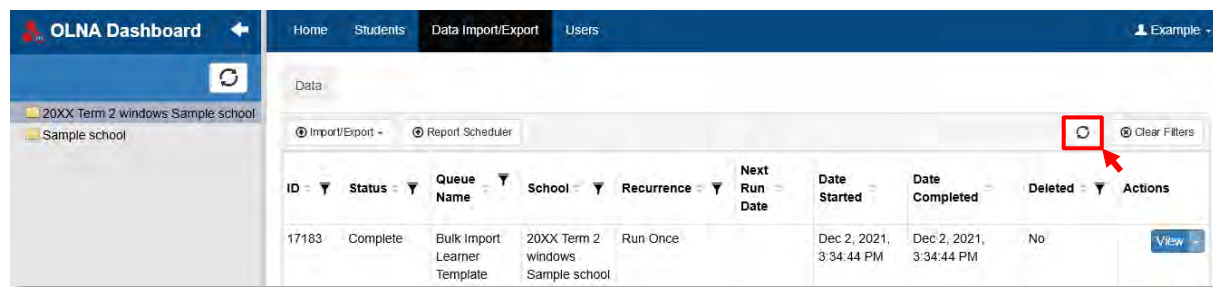 OLNA Dashboard
Home Students Data Import/Export Users Example
Data
20XX Term 2 windows Sample school
Sample school
Import/Export Report Scheduler Clear Filters
ID Status Queue Name School Recurrence Next Run Date Date Started Date Completed Deleted Actions
17183 Complete Bulk Import Learner Template 20XX Term 2 windows Sample school Run Once Dec 2, 2021, 3:34:44 PM Dec 2, 2021, 3:34:44 PM No View